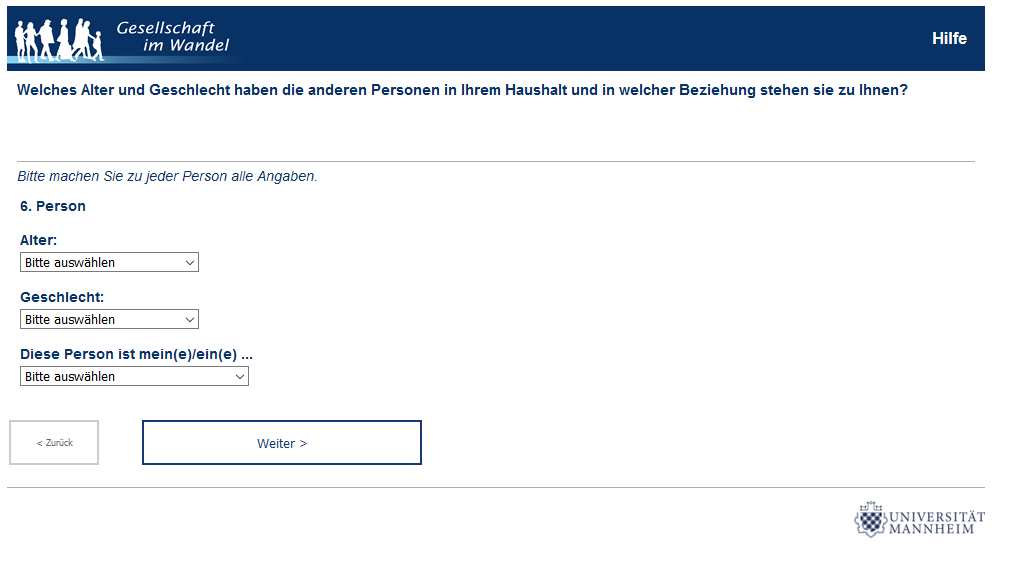 Gesellschaft
im Wandel
Hilfe
Welches Alter und Geschlecht haben die anderen Personen in Ihrem Haushalt und in welcher Beziehung stehen sie zu Ihnen?
Bitte machen Sie zu jeder Person alle Angaben.
6. Person
Alter:
Bitte auswählen
Geschlecht:
Bitte auswählen
Diese Person ist mein(e)/ein(e) ...
Bitte auswählen
< Zurück
Weiter >
UNIVERSITÄT
MANNHEIM